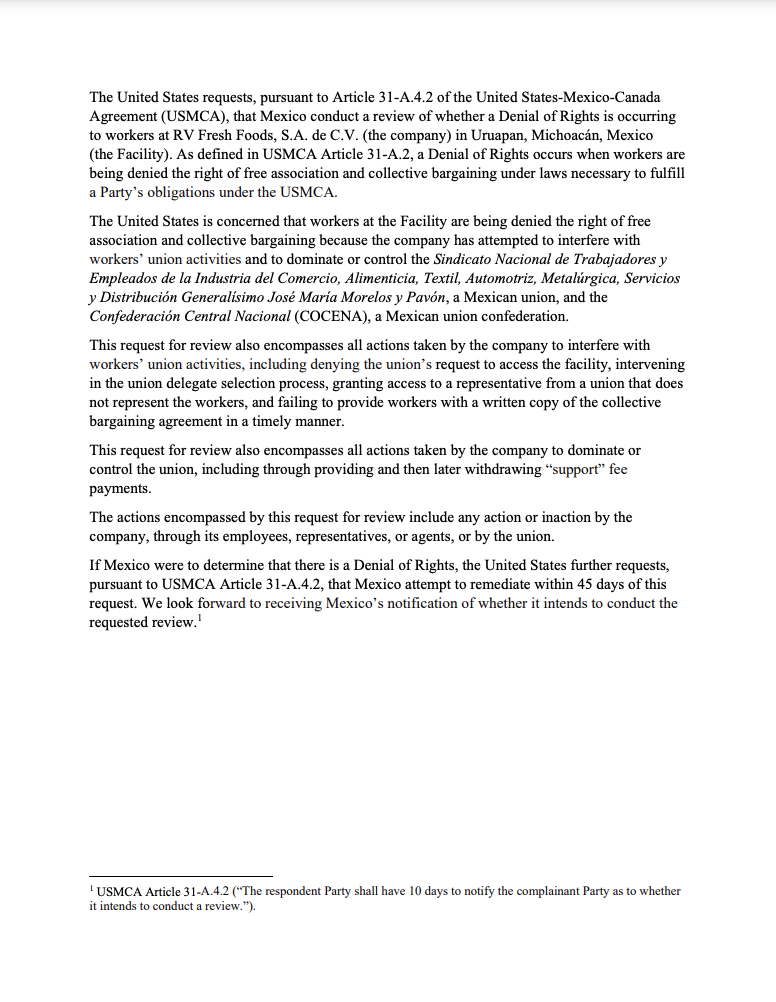 The United States requests, pursuant to Article 31-A.4.2 of the United States-Mexico-Canada
Agreement (USMCA), that Mexico conduct a review of whether a Denial of Rights is occurring
to workers at RV Fresh Foods, S.A. de C.V. (the company) in Uruapan, Michoacán, Mexico
(the Facility). As defined in USMCA Article 31-A.2, a Denial of Rights occurs when workers are
being denied the right of free association and collective bargaining under laws necessary to fulfill
a Party’s obligations under the USMCA.
The United States is concerned that workers at the Facility are being denied the right of free
association and collective bargaining because the company has attempted to interfere with
workers’ union activities and to dominate or control the Sindicato Nacional de Trabajadores y
Empleados de la Industria del Comercio, Alimenticia, Textil, Automotriz, Metalúrgica, Servicios
y Distribución Generalísimo José María Morelos y Pavón, a Mexican union, and the
Confederación Central Nacional (COCENA), a Mexican union confederation.
This request for review also encompasses all actions taken by the company to interfere with
workers’ union activities, including denying the union’s request to access the facility, intervening
in the union delegate selection process, granting access to a representative from a union that does
not represent the workers, and failing to provide workers with a written copy of the collective
bargaining agreement in a timely manner.
This request for review also encompasses all actions taken by the company to dominate or
control the union, including through providing and then later withdrawing “support” fee
payments.
The actions encompassed by this request for review include any action or inaction by the
company, through its employees, representatives, or agents, or by the union.
If Mexico were to determine that there is a Denial of Rights, the United States further requests,
pursuant to USMCA Article 31-A.4.2, that Mexico attempt to remediate within 45 days of this
request. We look forward to receiving Mexico’s notification of whether it intends to conduct the
requested review.1
1 USMCA Article 31-A.4.2 (“The respondent Party shall have 10 days to notify the complainant Party as to whether
it intends to conduct a review.”).